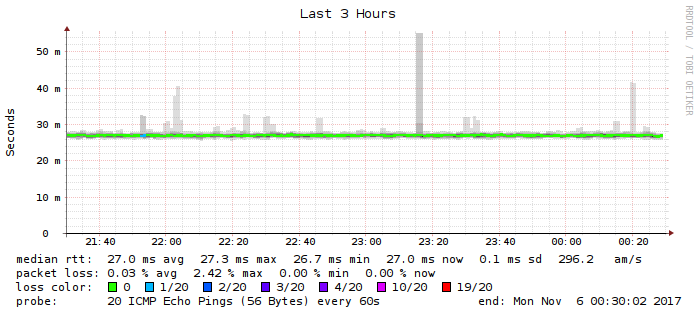 Last 3 Hours
RRDTOOL / TOBI OETIKER
Seconds
50 m
40 m
30 m
20 m
10 m
0
21:40 22:00 22:20 22:40 23:00 23:20 23:40 00:00 00:20
median rtt: 27.0 ms avg 27.3 ms max 26.7 ms min 27.0 ms now 0.1 ms sd 296.2 am/s
packet loss: 0.03 % avg 2.42 % max 0.00 % min 0.00 % now
loss color: 0 1/20 2/20 3/20 4/20 10/20 19/20
probe: 20 ICMP Echo Pings (56 Bytes) every 60s end: Mon Nov 6 00:30:02 2017